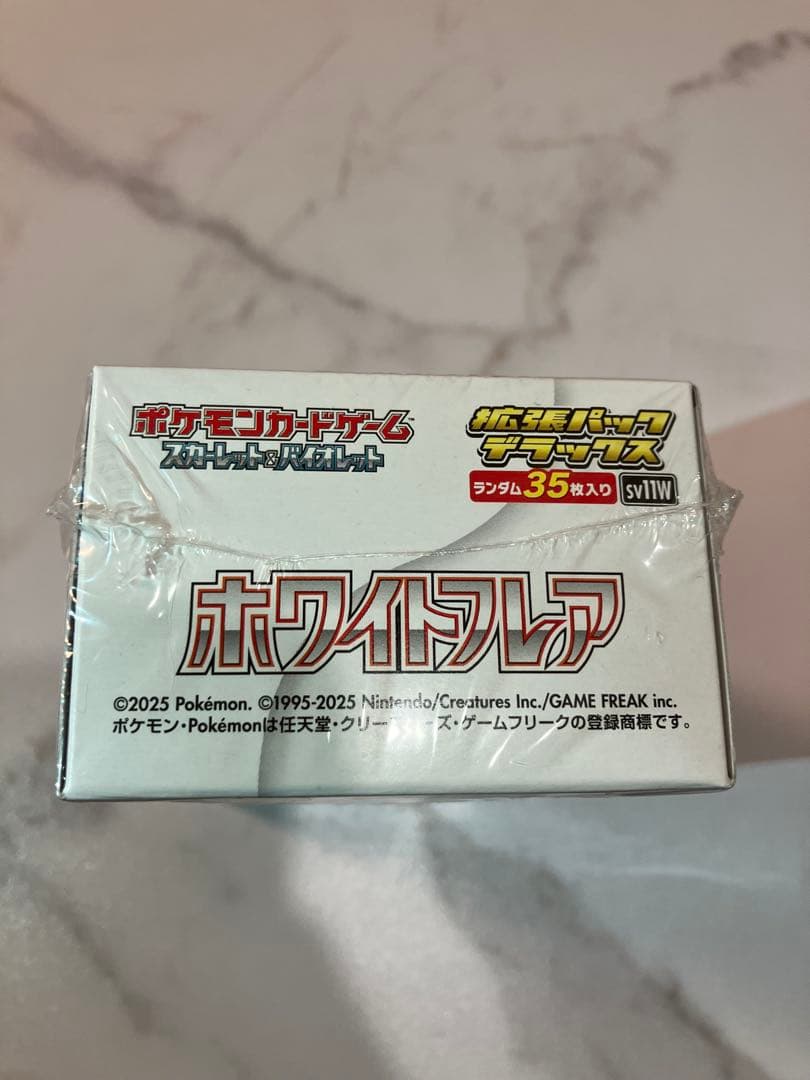 ポケモンカードゲーム
スカーレット&バイオレット
拡張パック
デラックス
ランダム35枚入り sv11W
ホワイトフレア
©2025 Pokémon. ©1995-2025 Nintendo/Creatures Inc./GAME FREAK inc.
ポケモン・Pokémonは任天堂・クリーチャーズ・ゲームフリークの登録商標です。